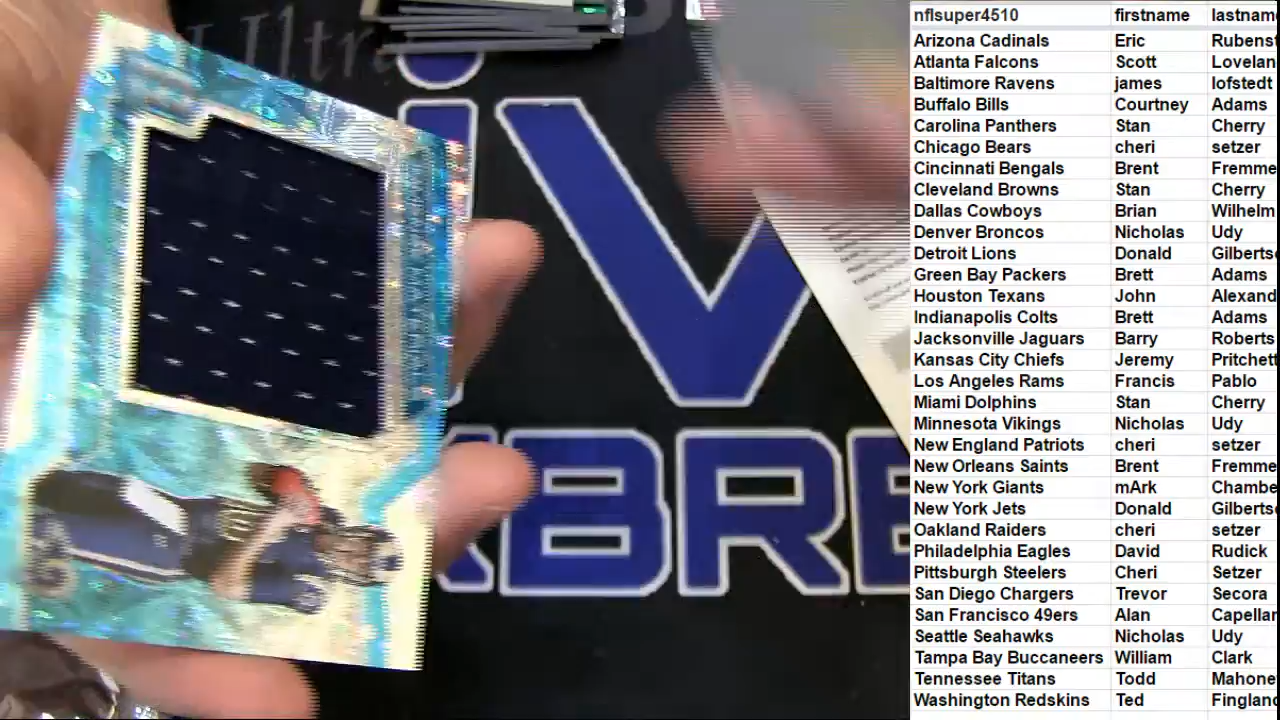 nflsuper4510 firstname lastnam
Arizona Cadinals Eric Rubenst
Atlanta Falcons Scott Lovelan
Baltimore Ravens james lofstedt
Buffalo Bills Courtney Adams
Carolina Panthers Stan Cherry
Chicago Bears cheri setzer
Cincinnati Bengals Brent Fremme
Cleveland Browns Stan Cherry
Dallas Cowboys Brian Wilhelm
Denver Broncos Nicholas Udy
Detroit Lions Donald Gilbertso
Green Bay Packers Brett Adams
Houston Texans John Alexand
Indianapolis Colts Brett Adams
Jacksonville Jaguars Barry Roberts
Kansas City Chiefs Jeremy Pritchett
Los Angeles Rams Francis Pablo
Miami Dolphins Stan Cherry
Minnesota Vikings Nicholas Udy
New England Patriots cheri setzer
New Orleans Saints Brent Fremme
New York Giants mArk Chambe
New York Jets Donald Gilbertso
Oakland Raiders cheri setzer
Philadelphia Eagles David Rudick
Pittsburgh Steelers Cheri Setzer
San Diego Chargers Trevor Secora
San Francisco 49ers Alan Capellar
Seattle Seahawks Nicholas Udy
Tampa Bay Buccaneers William Clark
Tennessee Titans Todd Mahone
Washington Redskins Ted Finglan
Ultra
iV
BRE